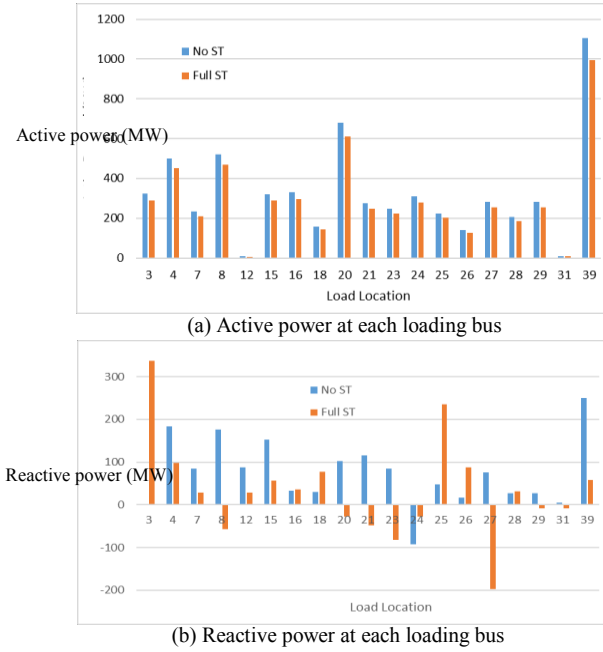 1200
1000
800
600
400
200
0
Active power (MW)
No ST
Full ST
3 4 7 8 12 15 16 18 20 21 23 24 25 26 27 28 29 31 39
Load Location
(a) Active power at each loading bus
300
200
100
0
-100
-200
Reactive power (MW)
No ST
Full ST
3 4 7 8 12 15 16 18 20 21 23 24 25 26 27 28 29 31 39
Load Location
(b) Reactive power at each loading bus